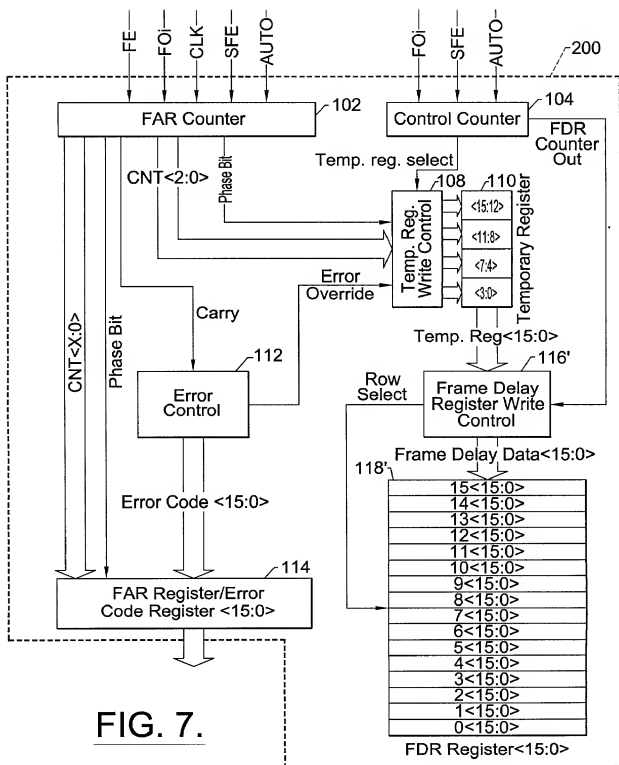 FE
FOi
CLK
SFE
AUTO
FOi
SFE
AUTO
200
FAR Counter
102
Control Counter
104
FDR
Counter
Out
Temp. reg. select
CNT<2:0>
Phase Bit
108
110
Temp. Reg.
Write Control
<15:12>
<11:8>
<7:4>
<3:0>
Temporary Register
Error
Override
Carry
CNT<X:0>
Phase Bit
Temp. Reg<15:0>
112
Error
Control
Row
Select
116'
Frame Delay
Register Write
Control
Frame Delay Data<15:0>
118'
Error Code <15:0>
15<15:0>
14<15:0>
13<15:0>
12<15:0>
11<15:0>
10<15:0>
9<15:0>
8<15:0>
7<15:0>
6<15:0>
5<15:0>
4<15:0>
3<15:0>
2<15:0>
1<15:0>
0<15:0>
FDR Register<15:0>
114
FAR Register/Error
Code Register <15:0>
FIG. 7.